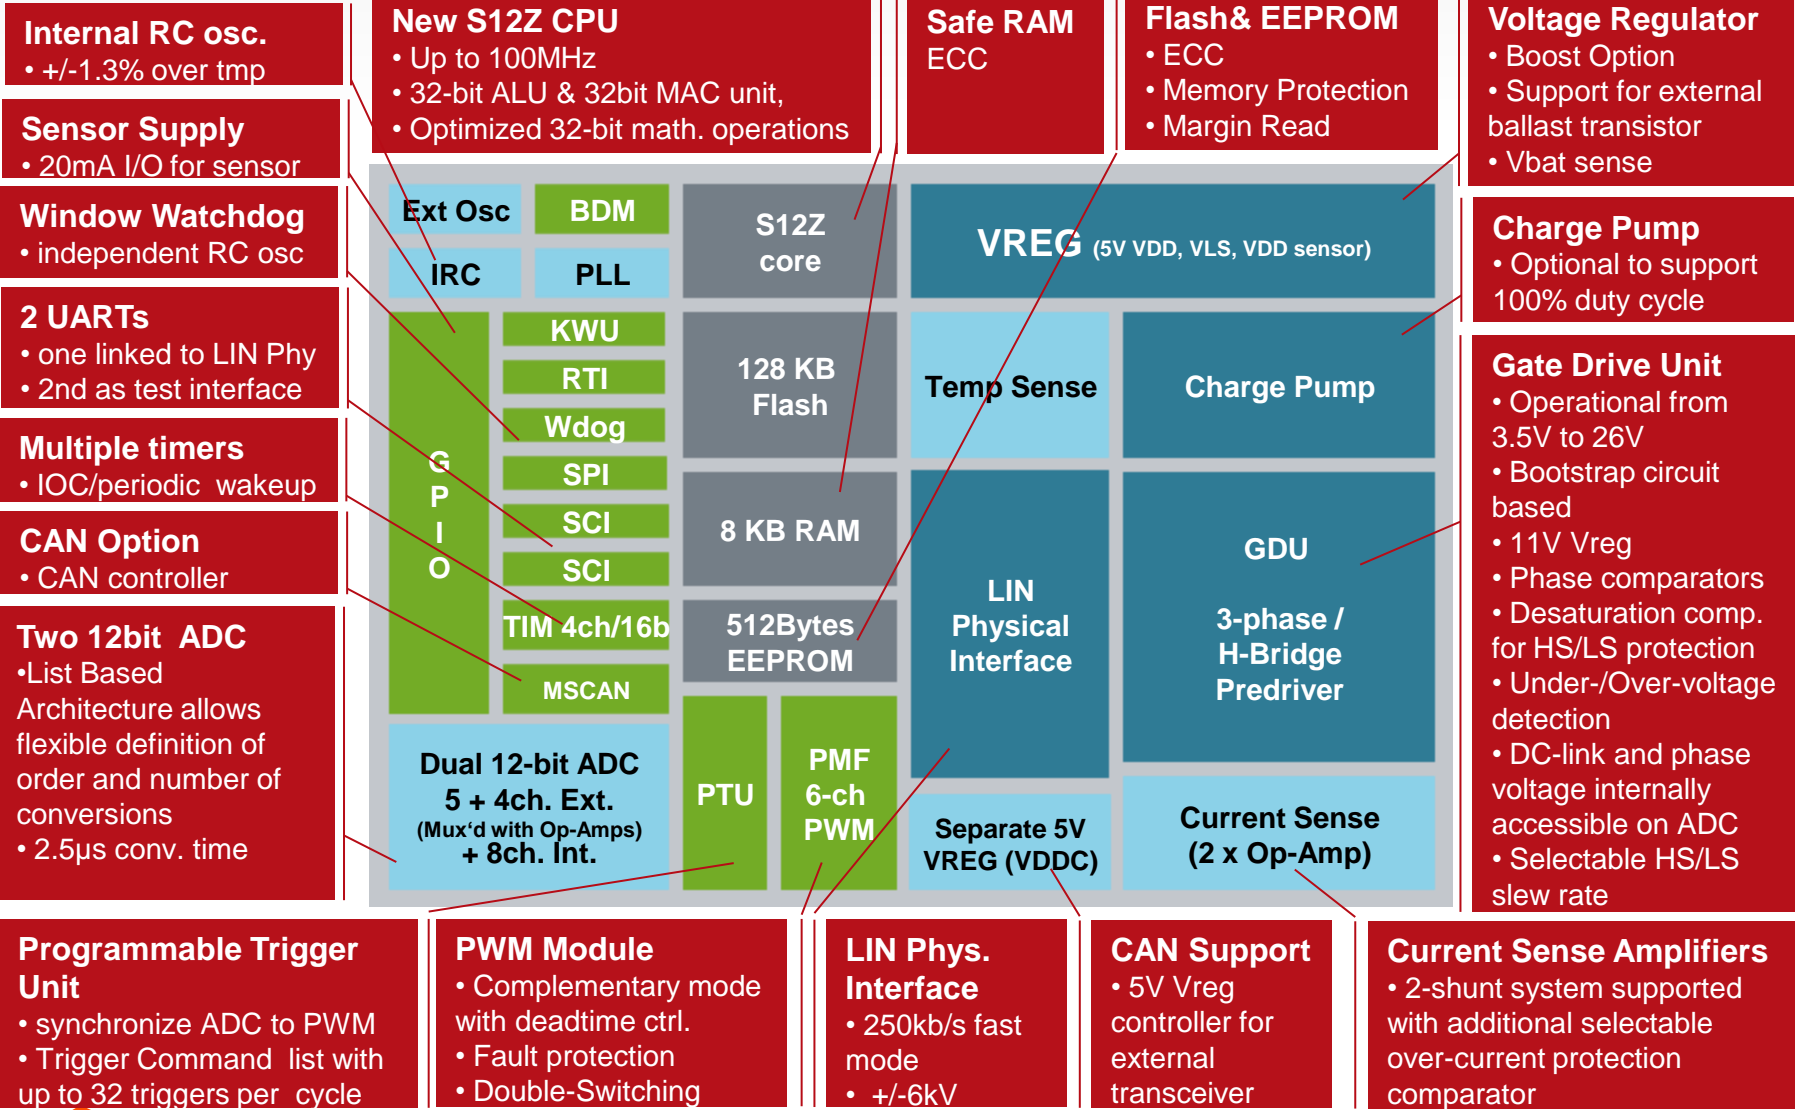 Internal RC osc.
• +/-1.3% over tmp
Sensor Supply
• 20mA I/O for sensor
Window Watchdog
• independent RC osc
2 UARTs
• one linked to LIN Phy
• 2nd as test interface
Multiple timers
• IOC/periodic wakeup
CAN Option
• CAN controller
Two 12bit ADC
•List Based
Architecture allows
flexible definition of
order and number of
conversions
• 2.5µs conv. time
New S12Z CPU
• Up to 100MHz
• 32-bit ALU & 32bit MAC unit,
• Optimized 32-bit math. operations
Safe RAM
ECC
Flash& EEPROM
• ECC
• Memory Protection
• Margin Read
Voltage Regulator
• Boost Option
• Support for external
ballast transistor
• Vbat sense
Charge Pump
• Optional to support
100% duty cycle
Gate Drive Unit
• Operational from
3.5V to 26V
• Bootstrap circuit
based
• 11V Vreg
• Phase comparators
• Desaturation comp.
for HS/LS protection
• Under-/Over-voltage
detection
• DC-link and phase
voltage internally
accessible on ADC
• Selectable HS/LS
slew rate
Ext Osc
BDM
IRC
PLL
G
P
I
O
KWU
RTI
Wdog
SPI
SCI
SCI
TIM 4ch/16b
MSCAN
Dual 12-bit ADC
5 + 4ch. Ext.
(Mux‘d with Op-Amps)
+ 8ch. Int.
S12Z
core
128 KB
Flash
8 KB RAM
512Bytes
EEPROM
PTU
PMF
6-ch
PWM
VREG (5V VDD, VLS, VDD sensor)
Temp Sense
Charge Pump
LIN
Physical
Interface
GDU
3-phase /
H-Bridge
Predriver
Separate 5V
VREG (VDDC)
Current Sense
(2 x Op-Amp)
Programmable Trigger
Unit
• synchronize ADC to PWM
• Trigger Command list with
up to 32 triggers per cycle
PWM Module
• Complementary mode
with deadtime ctrl.
• Fault protection
• Double-Switching
LIN Phys.
Interface
• 250kb/s fast
mode
• +/-6kV
CAN Support
• 5V Vreg
controller for
external
transceiver
Current Sense Amplifiers
• 2-shunt system supported
with additional selectable
over-current protection
comparator